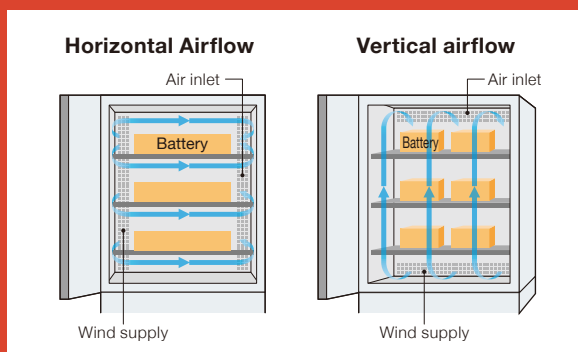 Horizontal Airflow
Vertical airflow
Air inlet
Air inlet
Battery
Battery
Wind supply
Wind supply